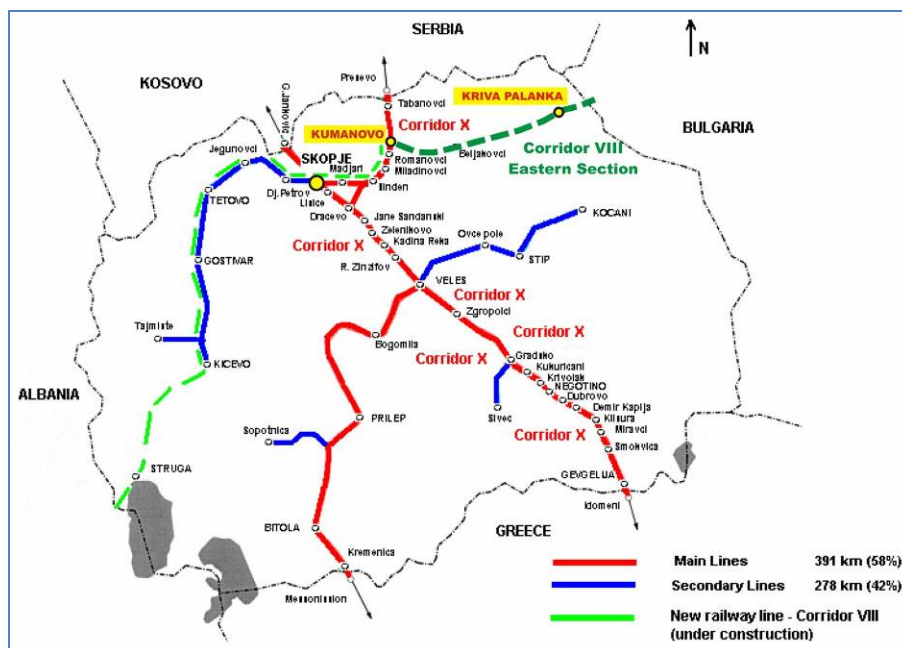 SERBIA
N
KOSOVO
Presevo
G.Jankovic
Tabanovci
KRIVA PALANKA
BULGARIA
KUMANOVO
Corridor X
Corridor VIII
Eastern Section
Beljakovci
Jegunovci
SKOPJE
Romanovci
Madjari
Miladinovci
Ilinden
TETOVO
Dj.Petrov
Lisice
Dracevo
Jane Sandanski
Zelenikovo
Kadina Reka
KOCANI
Ovce pole
STIP
Corridor X
R. Zinzifov
GOSTIVAR
VELES
Corridor X
Zgropolci
Tajmiste
Bogomila
Corridor X
Corridor X
Gradsko
KICEVO
Kukuricani
Krivolak
NEGOTINO
Dubrovo
ALBANIA
Sivec
PRILEP
Demir Kapija
Klisura
Miravci
Corridor X
Smokvica
Sopotnica
STRUGA
GEVGELIJA
Idomeni
BITOLA
GREECE
Kremenica
Main Lines 391 km (58%)
Secondary Lines 278 km (42%)
New railway line - Corridor VIII
(under construction)